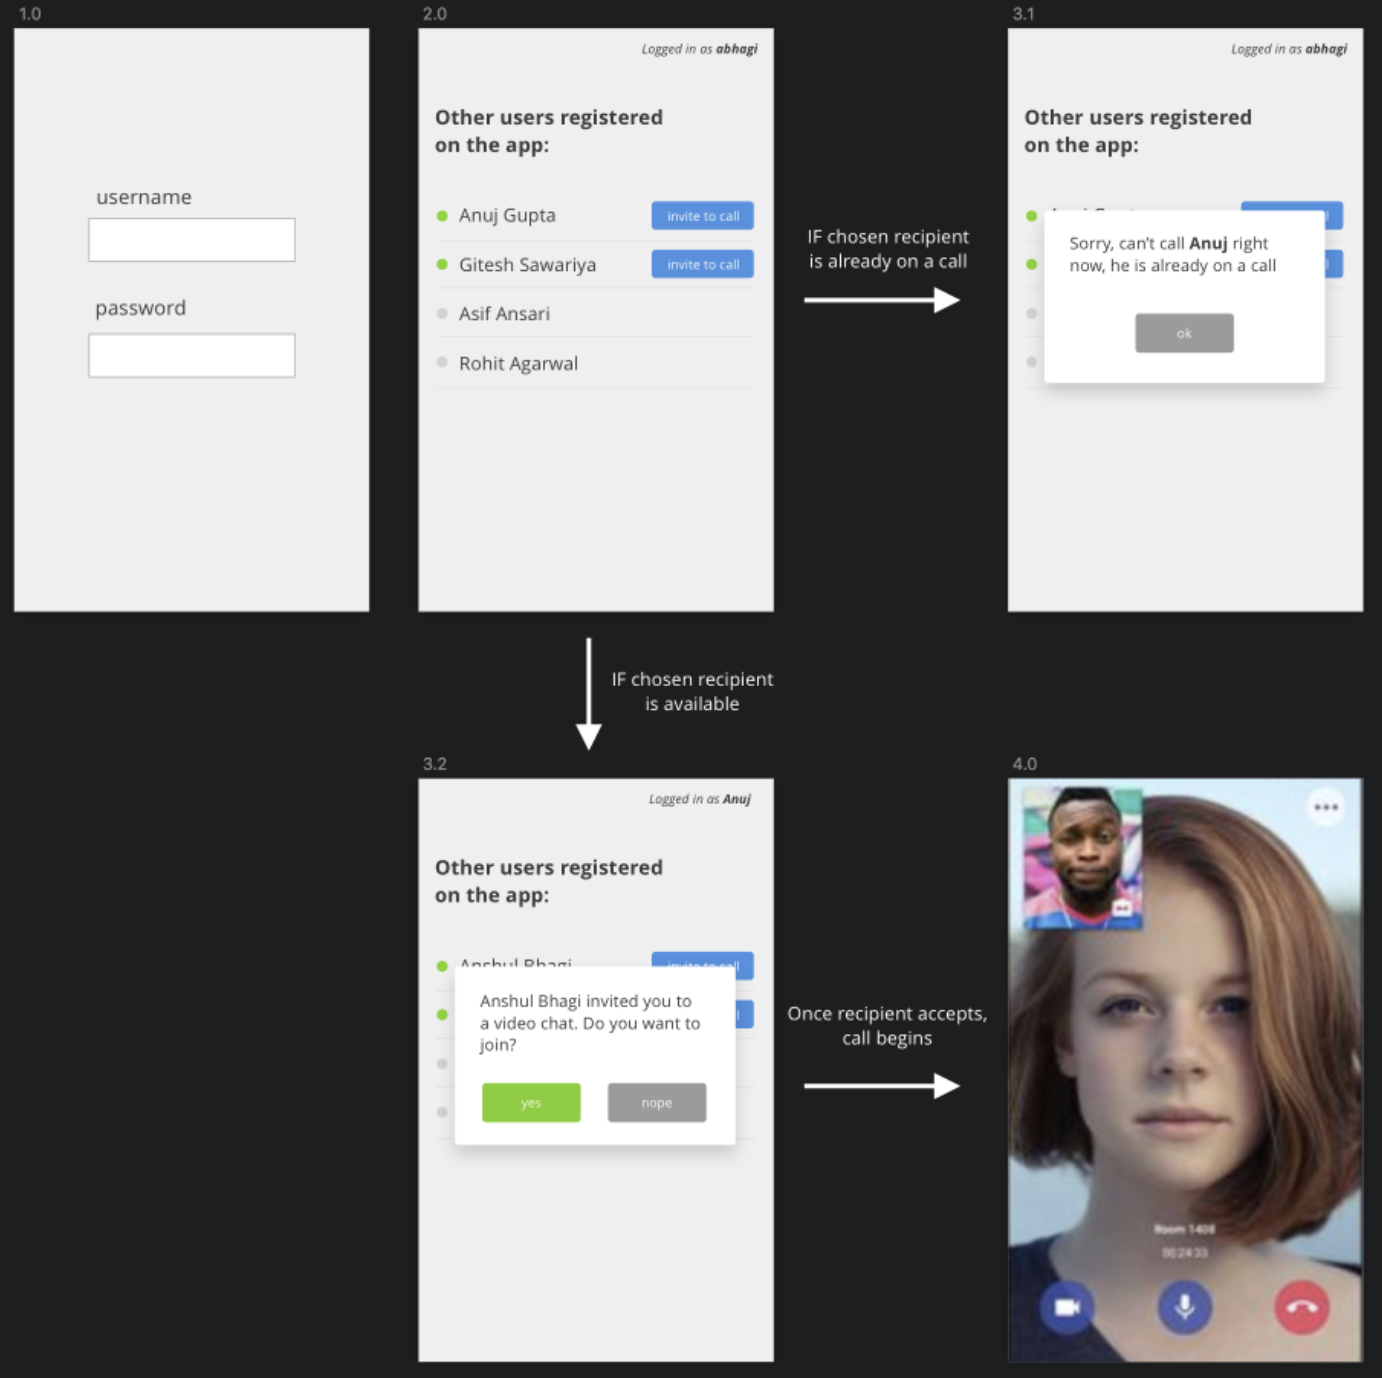 1.0
username
password
2.0
Logged in as abhagi
Other users registered
on the app:
Anuj Gupta
invite to call
Gitesh Sawariya
invite to call
Asif Ansari
Rohit Agarwal
IF chosen recipient
is already on a call
3.1
Logged in as abhagi
Other users registered
on the app:
Sorry, can't call Anuj right
now, he is already on a call
ok
IF chosen recipient
is available
3.2
Logged in as Anuj
Other users registered
on the app:
Anshul Bhagi
invite to call
Anshul Bhagi invited you to
a video chat. Do you want to
join?
yes
nope
Once recipient accepts,
call begins
4.0
Room 1408
00:24:33